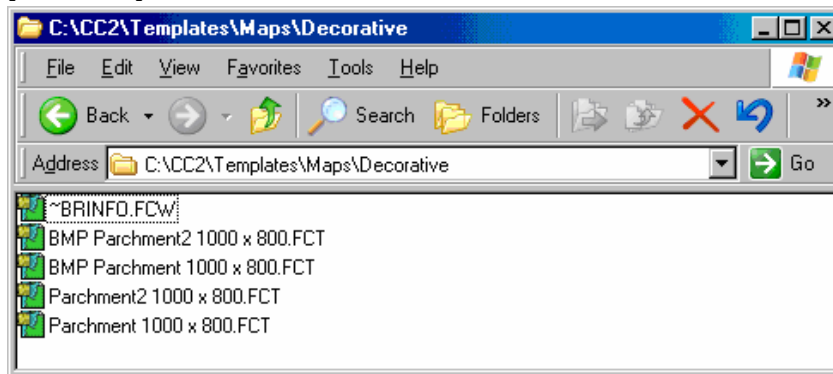 C:\CC2\Templates\Maps\Decorative
File Edit View Favorites Tools Help
Back Search Folders »
Address C:\CC2\Templates\Maps\Decorative Go
~BRINFO.FCW
BMP Parchment2 1000 x 800.FCT
BMP Parchment 1000 x 800.FCT
Parchment2 1000 x 800.FCT
Parchment 1000 x 800.FCT